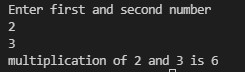 Enter first and second number
2
3
multiplication of 2 and 3 is 6